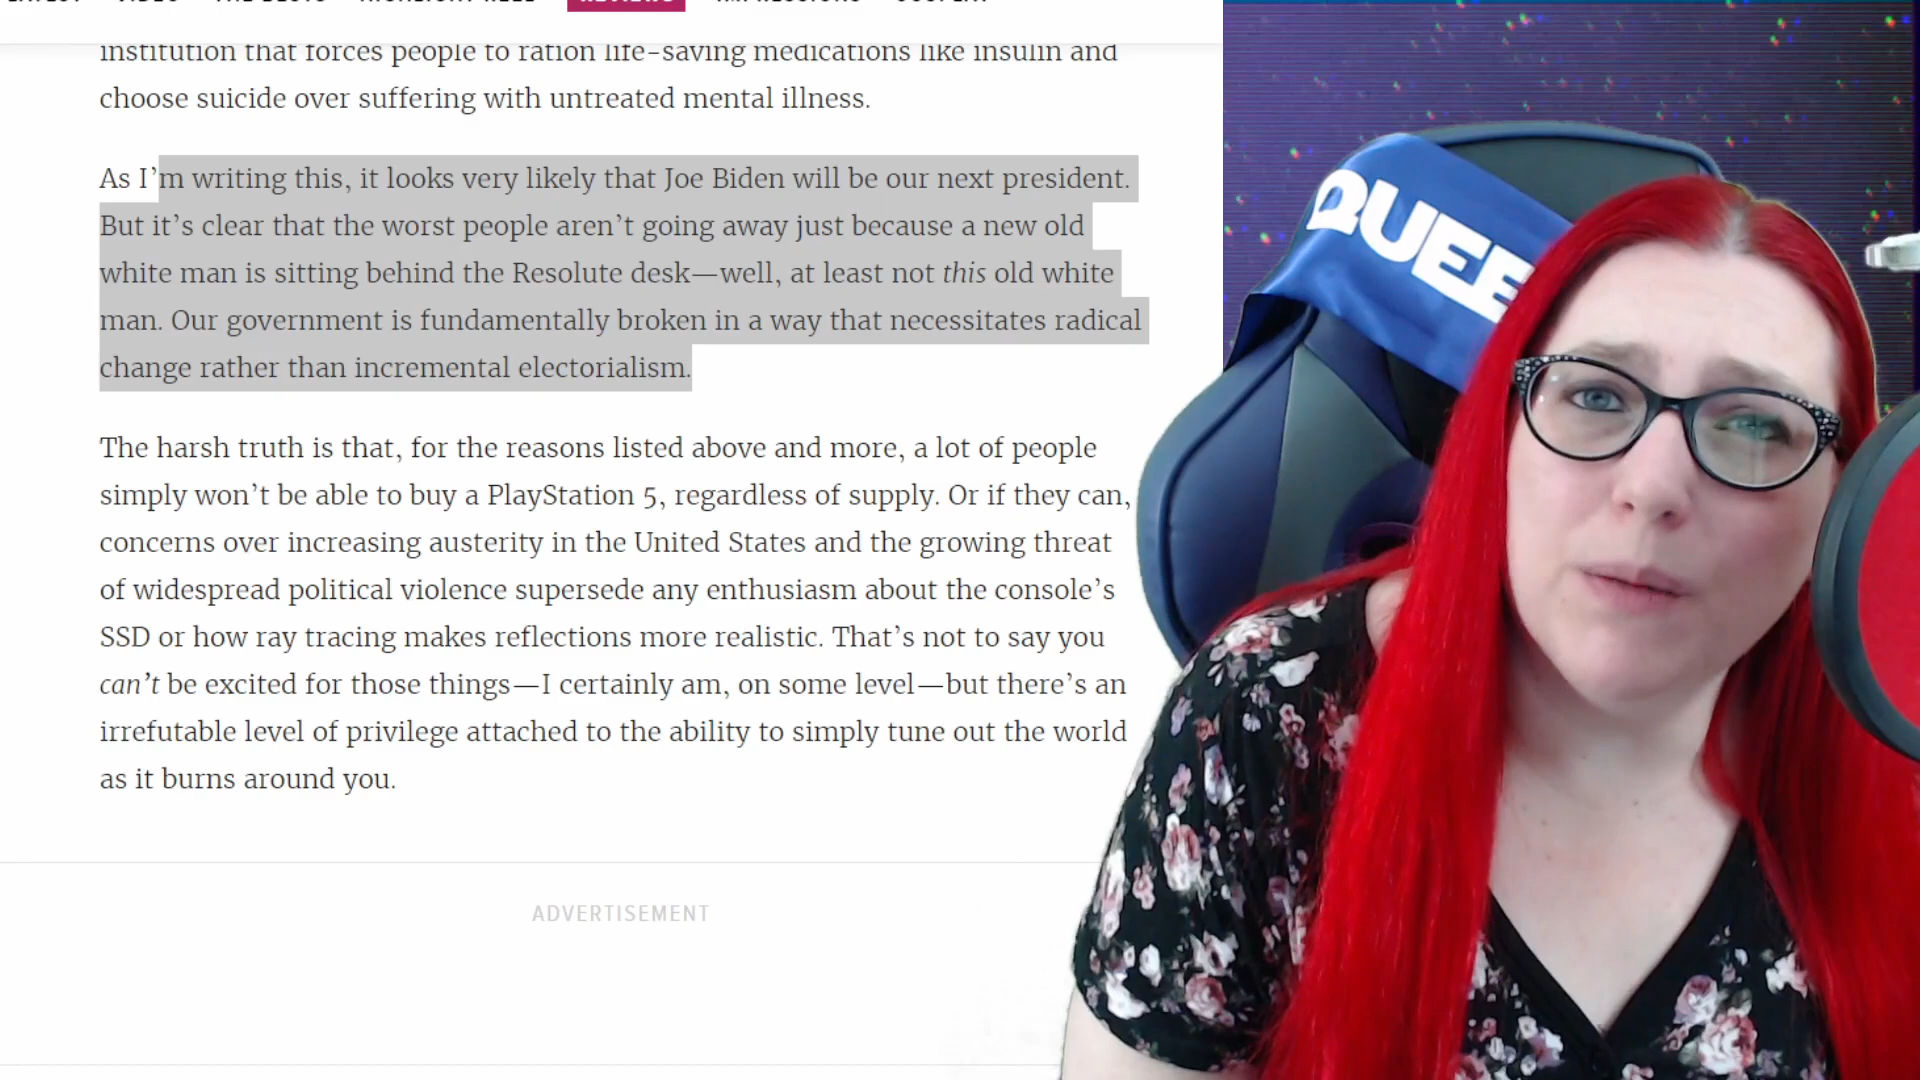 REVIEWS
institution that forces people to ration life-saving medications like insulin and
choose suicide over suffering with untreated mental illness.
As I'm writing this, it looks very likely that Joe Biden will be our next president.
But it's clear that the worst people aren't going away just because a new old
white man is sitting behind the Resolute desk—well, at least not this old white
man. Our government is fundamentally broken in a way that necessitates radical
change rather than incremental electorialism.
The harsh truth is that, for the reasons listed above and more, a lot of people
simply won't be able to buy a PlayStation 5, regardless of supply. Or if they can,
concerns over increasing austerity in the United States and the growing threat
of widespread political violence supersede any enthusiasm about the console's
SSD or how ray tracing makes reflections more realistic. That's not to say you
can't be excited for those things—I certainly am, on some level—but there's an
irrefutable level of privilege attached to the ability to simply tune out the world
as it burns around you.
ADVERTISEMENT
QUEE